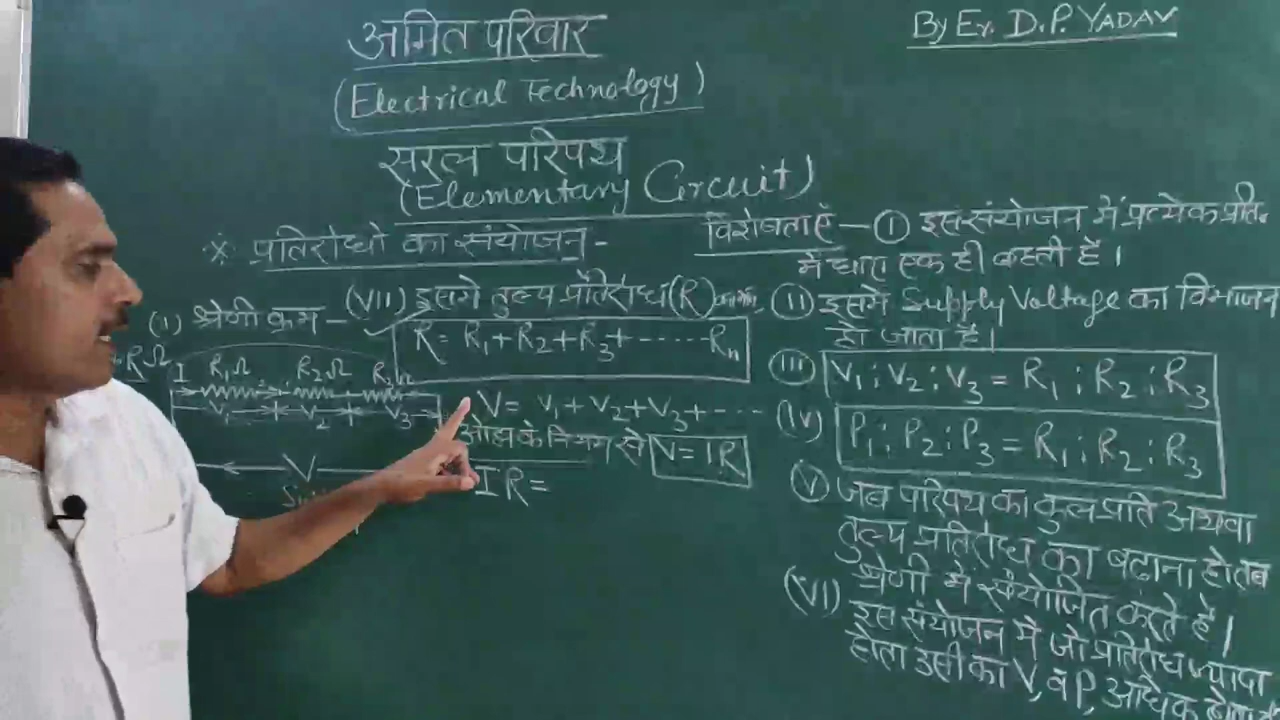 अमित परिवार
By Er. D.P. YADAV
(Electrical Technology)
सरल परिपथ
(Elementary Circuit)
* प्रतिरोधो का संयोजन -
(I) श्रेणी क्रम -
R Ω
I R₁Ω R₂Ω R₃Ω
V₁ V₂ V₃
V
(VII) इसमे तुल्य प्रतिरोध (R)
R = R₁ + R₂ + R₃ + ------ Rₙ
V = V₁ + V₂ + V₃ + ----
ओह्म के नियम से V = IR
IR =
विशेषताएं - (I) इस संयोजन में प्रत्येक प्रति.
में धारा एक ही बहती हैं।
(II) इसमें Supply Voltage का विभाजन
हो जाता है।
(III) V₁ : V₂ : V₃ = R₁ : R₂ : R₃
(IV) P₁ : P₂ : P₃ = R₁ : R₂ : R₃
(V) जब परिपथ का कुल प्रति अथवा
तुल्य प्रतिरोध का बढ़ाना हो तब
श्रेणी मे संयोजित करते हैं।
(VI) इस संयोजन मे जो प्रतिरोध ज्यादा
होता उसी का V, व P, अधिक